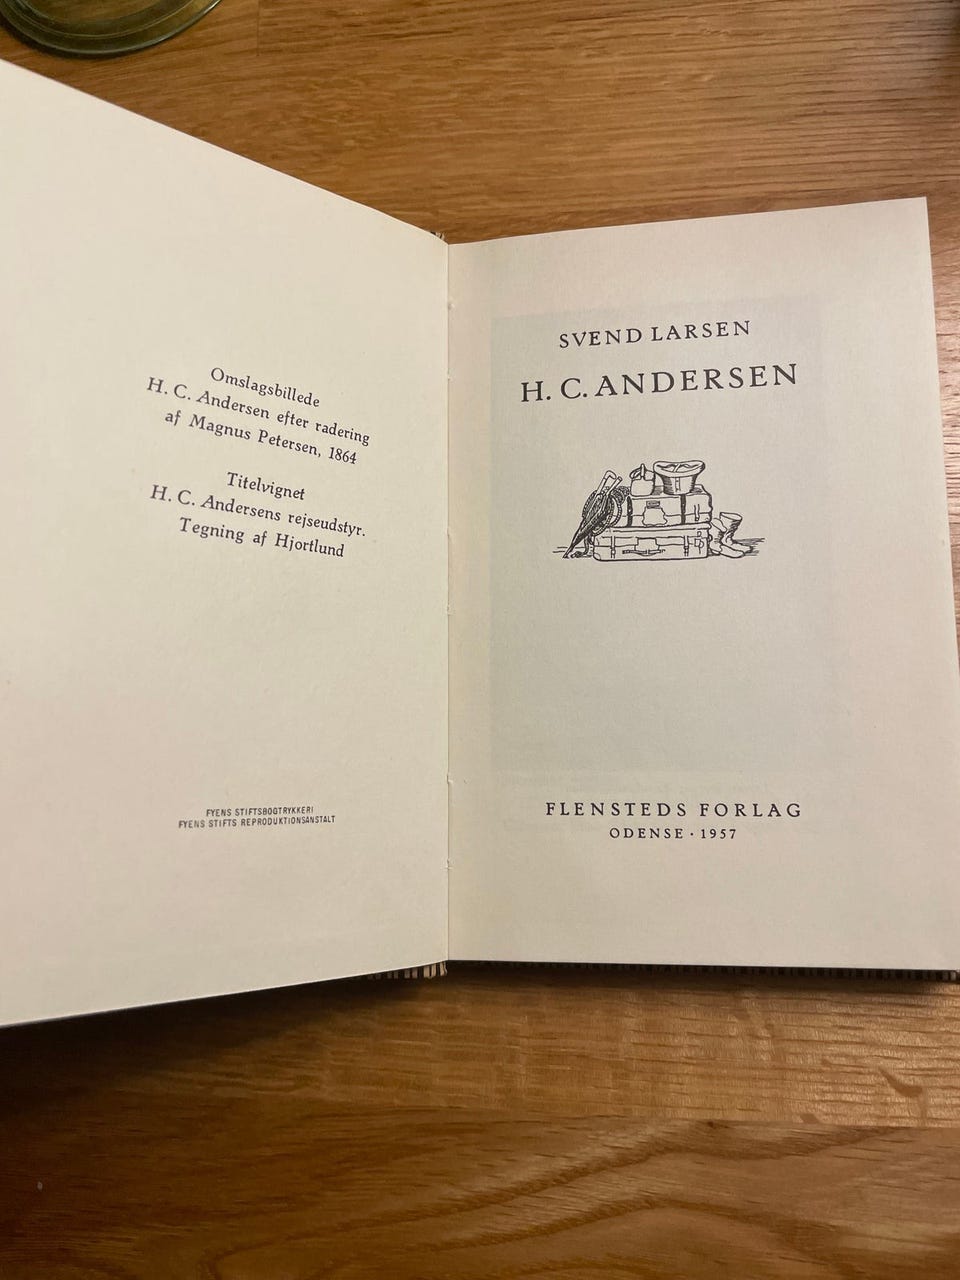 Omslagsbillede
H. C. Andersen efter radering
af Magnus Petersen, 1864
Titelvignet
H. C. Andersens rejseudstyr.
Tegning af Hjortlund
FYENS STIFTSBOGTRYKKERI
FYENS STIFTS REPRODUKTIONSANSTALT
SVEND LARSEN
H. C. ANDERSEN
FLENSTEDS FORLAG
ODENSE · 1957